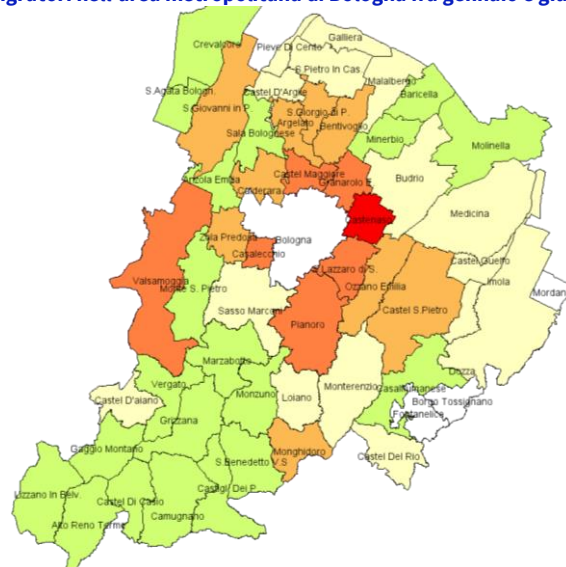 nell'area metropolitana di Bologna fra gennaio e
Galliera
Crevalcore
Pieve Di Cento
S.Pietro In Cas.
Malalbergo
S.Agata Bologn.
Castel D'Argile
Baricella
S.Giovanni in P.
S.Giorgio di P.
Argelato
Bentivoglio
Sala Bolognese
Minerbio
Molinella
Castel Maggiore
Budrio
Anzola Emilia
Granarolo E.
Calderara
Medicina
Castenaso
Zola Predosa
Bologna
Casalecchio
Castel Guelfo
S.Lazzaro di S.
Valsamoggia
Monte S. Pietro
Ozzano Emilia
Imola
Mordan
Sasso Marconi
Castel S.Pietro
Pianoro
Marzabotto
Dozza
Vergato
Monterenzio
Casalfiumanese
Castel D'aiano
Monzuno
Loiano
Borgo Tossignano
Fontanelice
Grizzana
Gaggio Montano
Monghidoro
Castel Del Rio
S.Benedetto V.S
Lizzano In Belv.
Castel Di Casio
Castigl. Dei P.
Camugnano
Alto Reno Terme